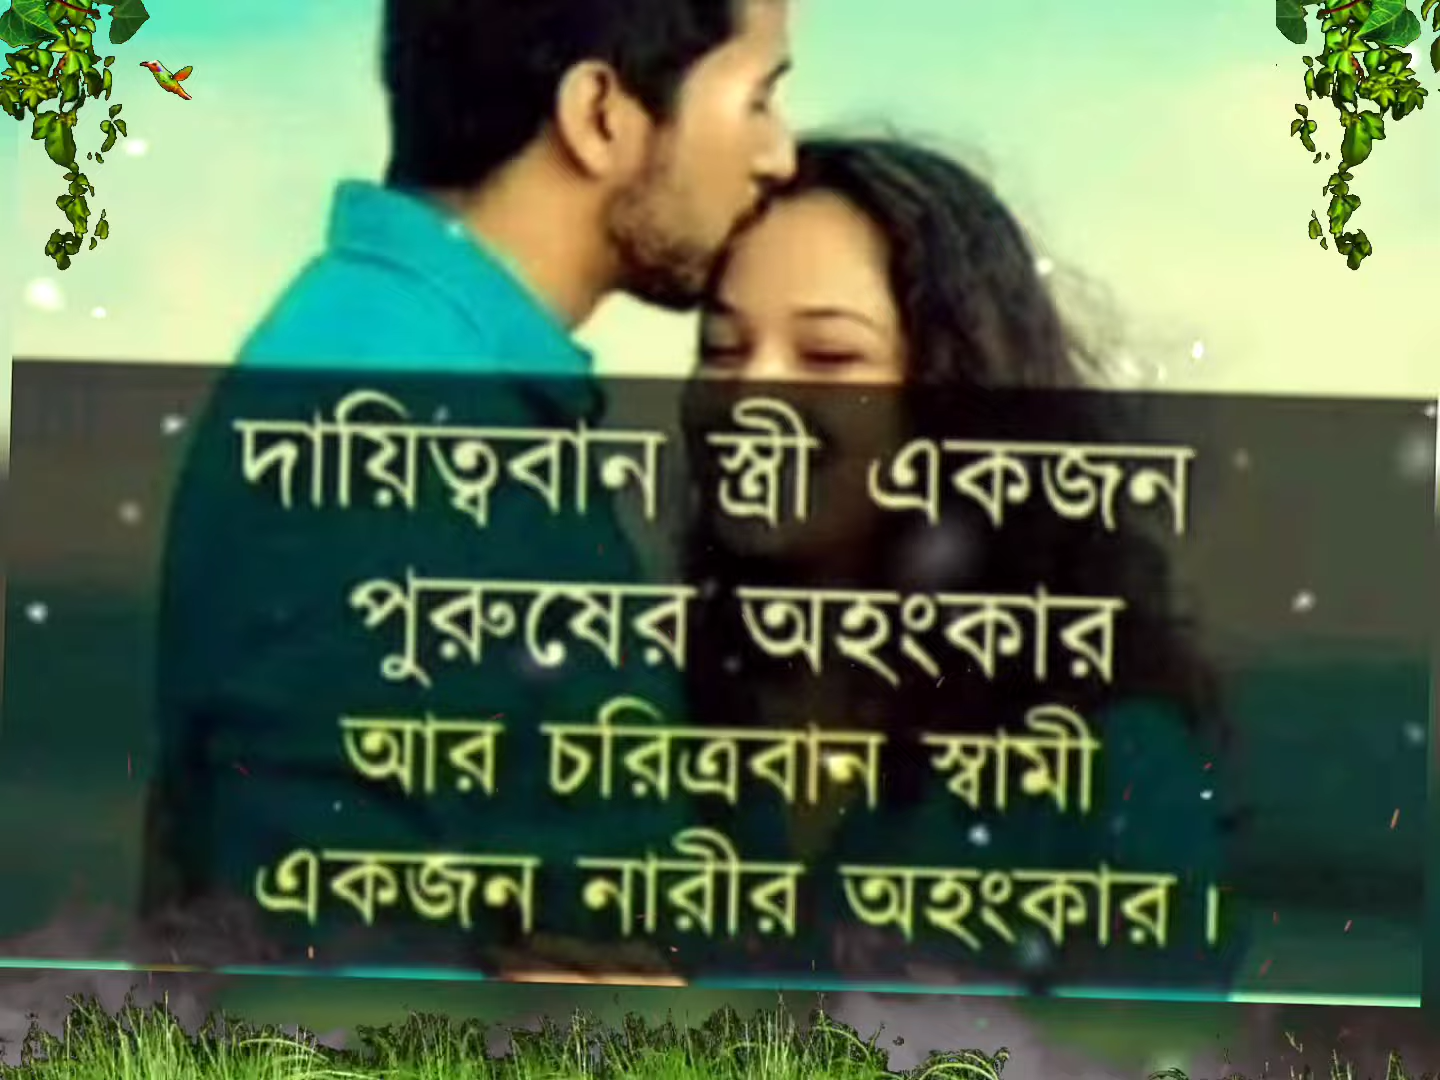 দায়িত্ববান স্ত্রী একজন
পুরুষের অহংকার
আর চরিত্রবান স্বামী
একজন নারীর অহংকার।